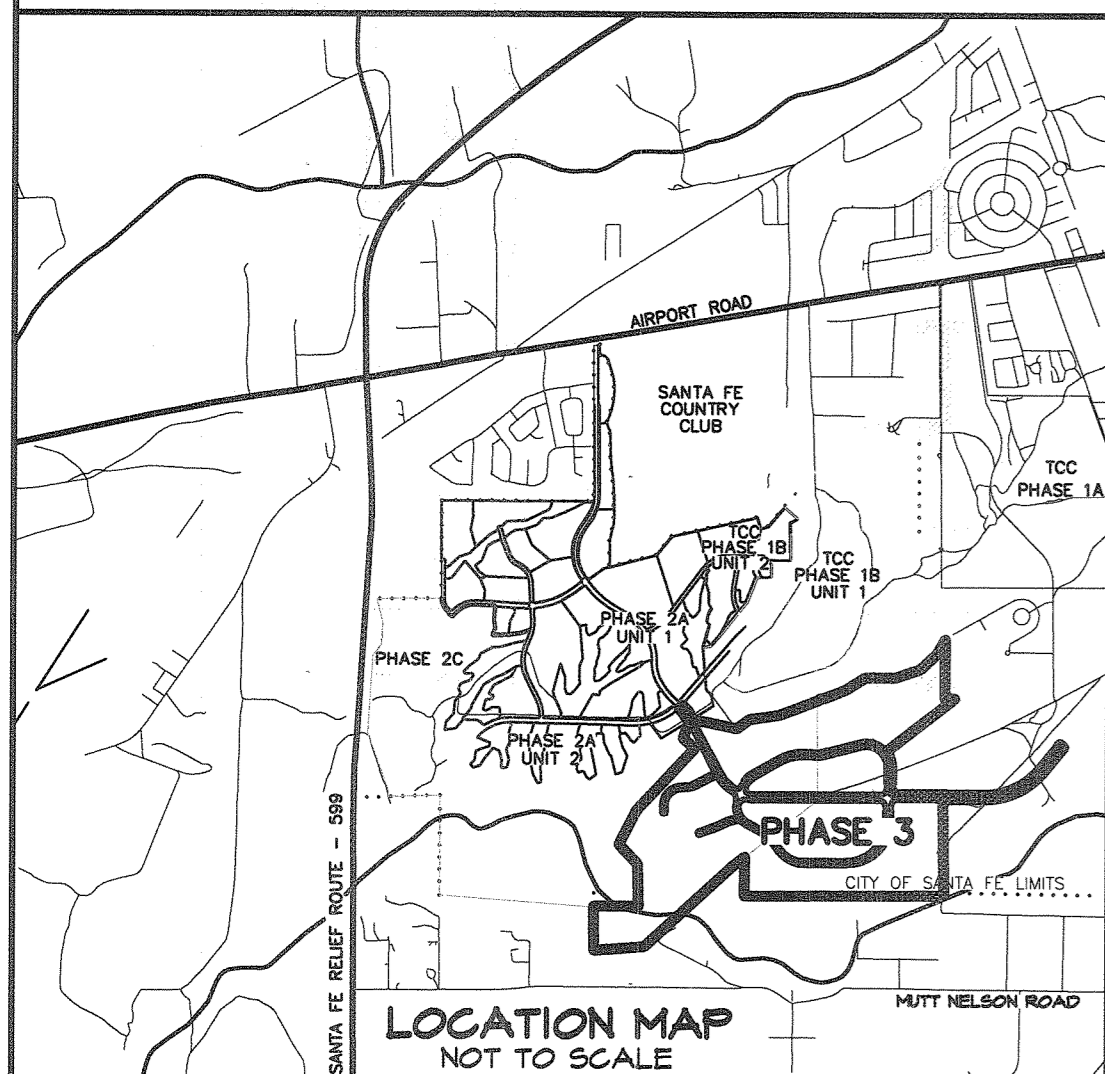 AIRPORT ROAD
SANTA FE
COUNTRY
CLUB
TCC
PHASE 1A
TCC
PHASE 1B
UNIT 2
TCC
PHASE 1B
UNIT 1
PHASE 2A
UNIT 1
PHASE 2C
PHASE 2A
UNIT 2
SANTA FE RELIEF ROUTE - 599
PHASE 3
CITY OF SANTA FE LIMITS
MUTT NELSON ROAD
LOCATION MAP
NOT TO SCALE